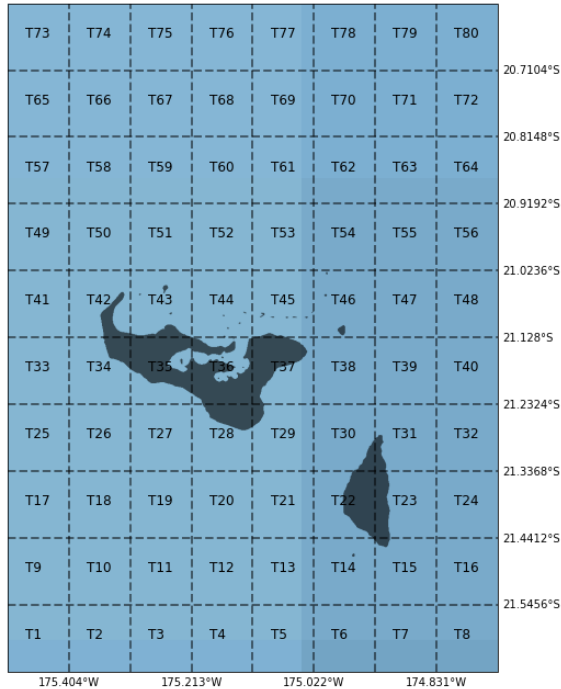 T73 T74 T75 T76 T77 T78 T79 T80
20.7104°S
T65 T66 T67 T68 T69 T70 T71 T72
20.8148°S
T57 T58 T59 T60 T61 T62 T63 T64
20.9192°S
T49 T50 T51 T52 T53 T54 T55 T56
21.0236°S
T41 T42 T43 T44 T45 T46 T47 T48
21.128°S
T33 T34 T35 T36 T37 T38 T39 T40
21.2324°S
T25 T26 T27 T28 T29 T30 T31 T32
21.3368°S
T17 T18 T19 T20 T21 T22 T23 T24
21.4412°S
T9 T10 T11 T12 T13 T14 T15 T16
21.5456°S
T1 T2 T3 T4 T5 T6 T7 T8
175.404°W 175.213°W 175.022°W 174.831°W